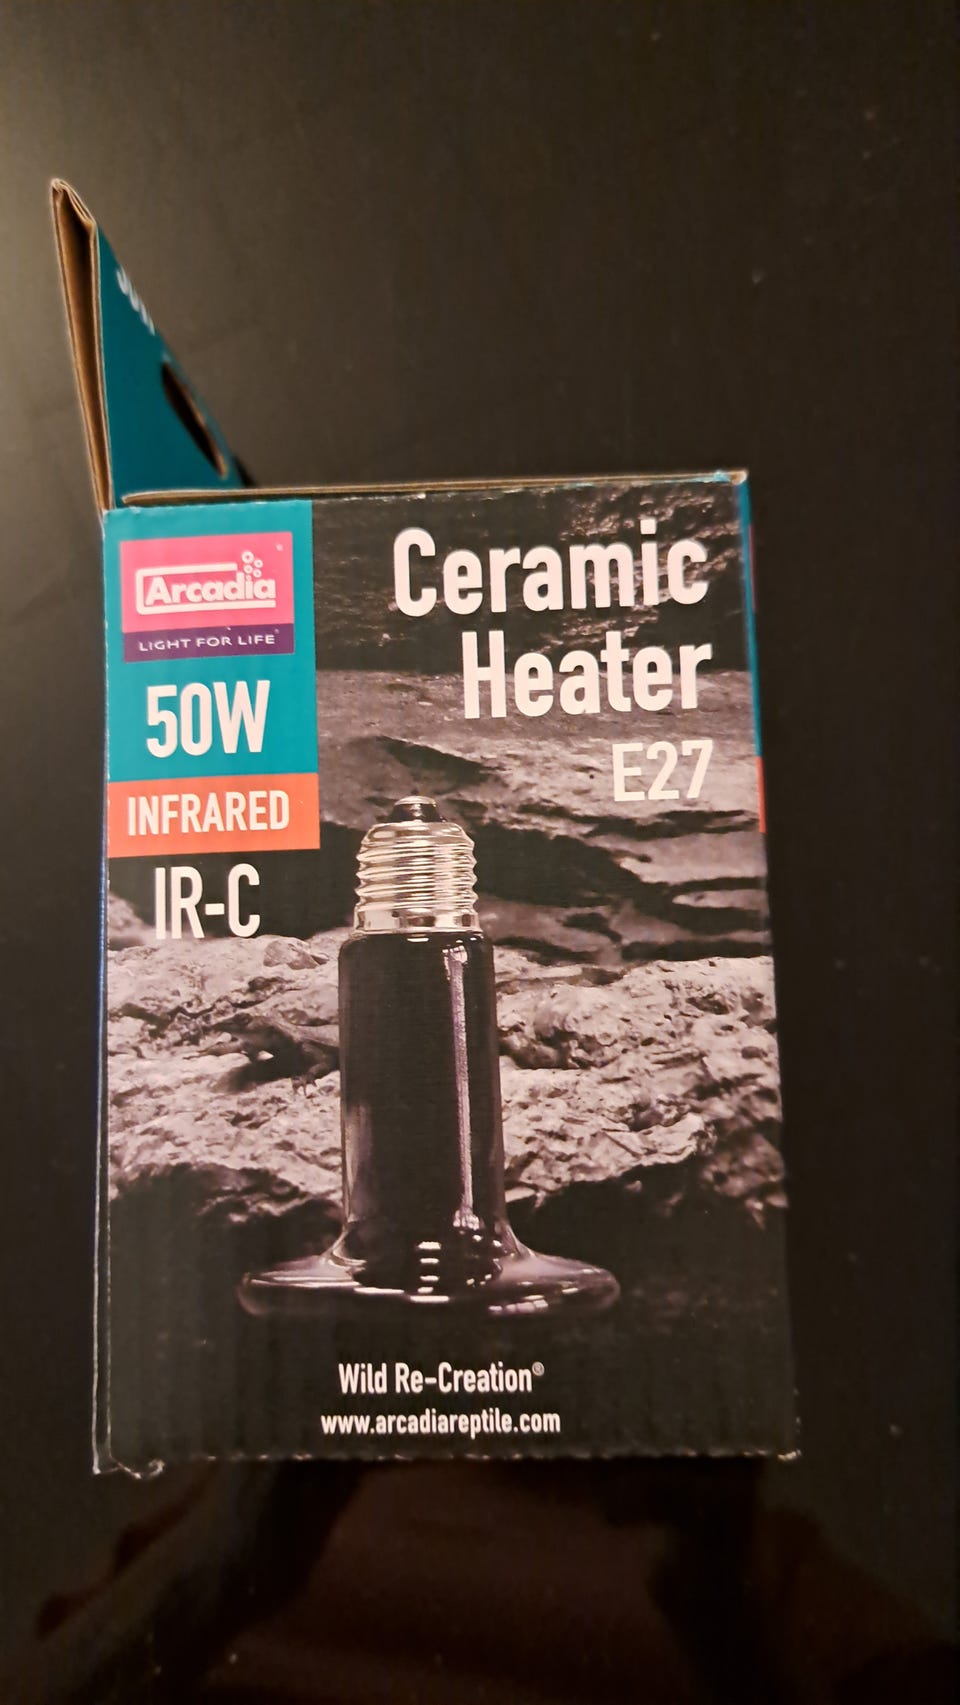 Arcadia
LIGHT FOR LIFE
50W
INFRARED
IR-C
Ceramic
Heater
E27
Wild Re-Creation®
www.arcadiareptile.com